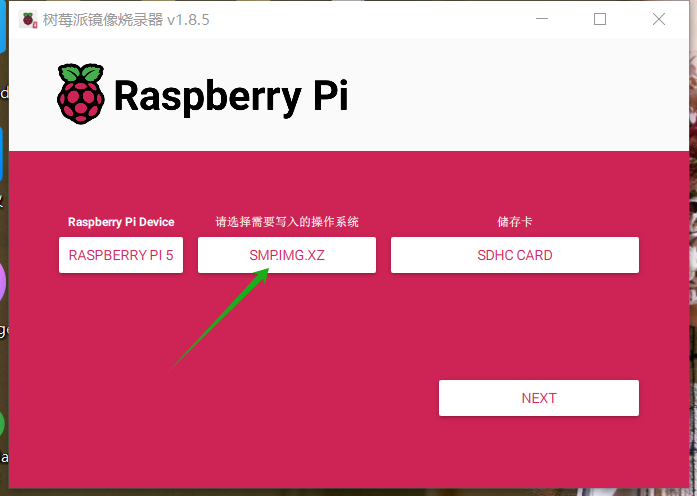 树莓派镜像烧录器 v1.8.5
Raspberry Pi
Raspberry Pi Device
请选择需要写入的操作系统
储存卡
RASPBERRY PI 5
SMP.IMG.XZ
SDHC CARD
NEXT